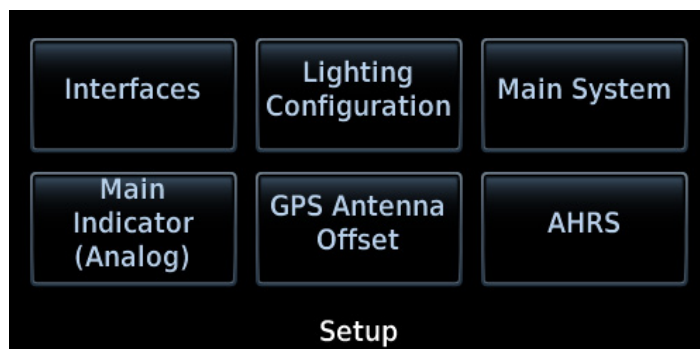 Interfaces
Lighting
Configuration
Main System
Main
Indicator
(Analog)
GPS Antenna
Offset
AHRS
Setup